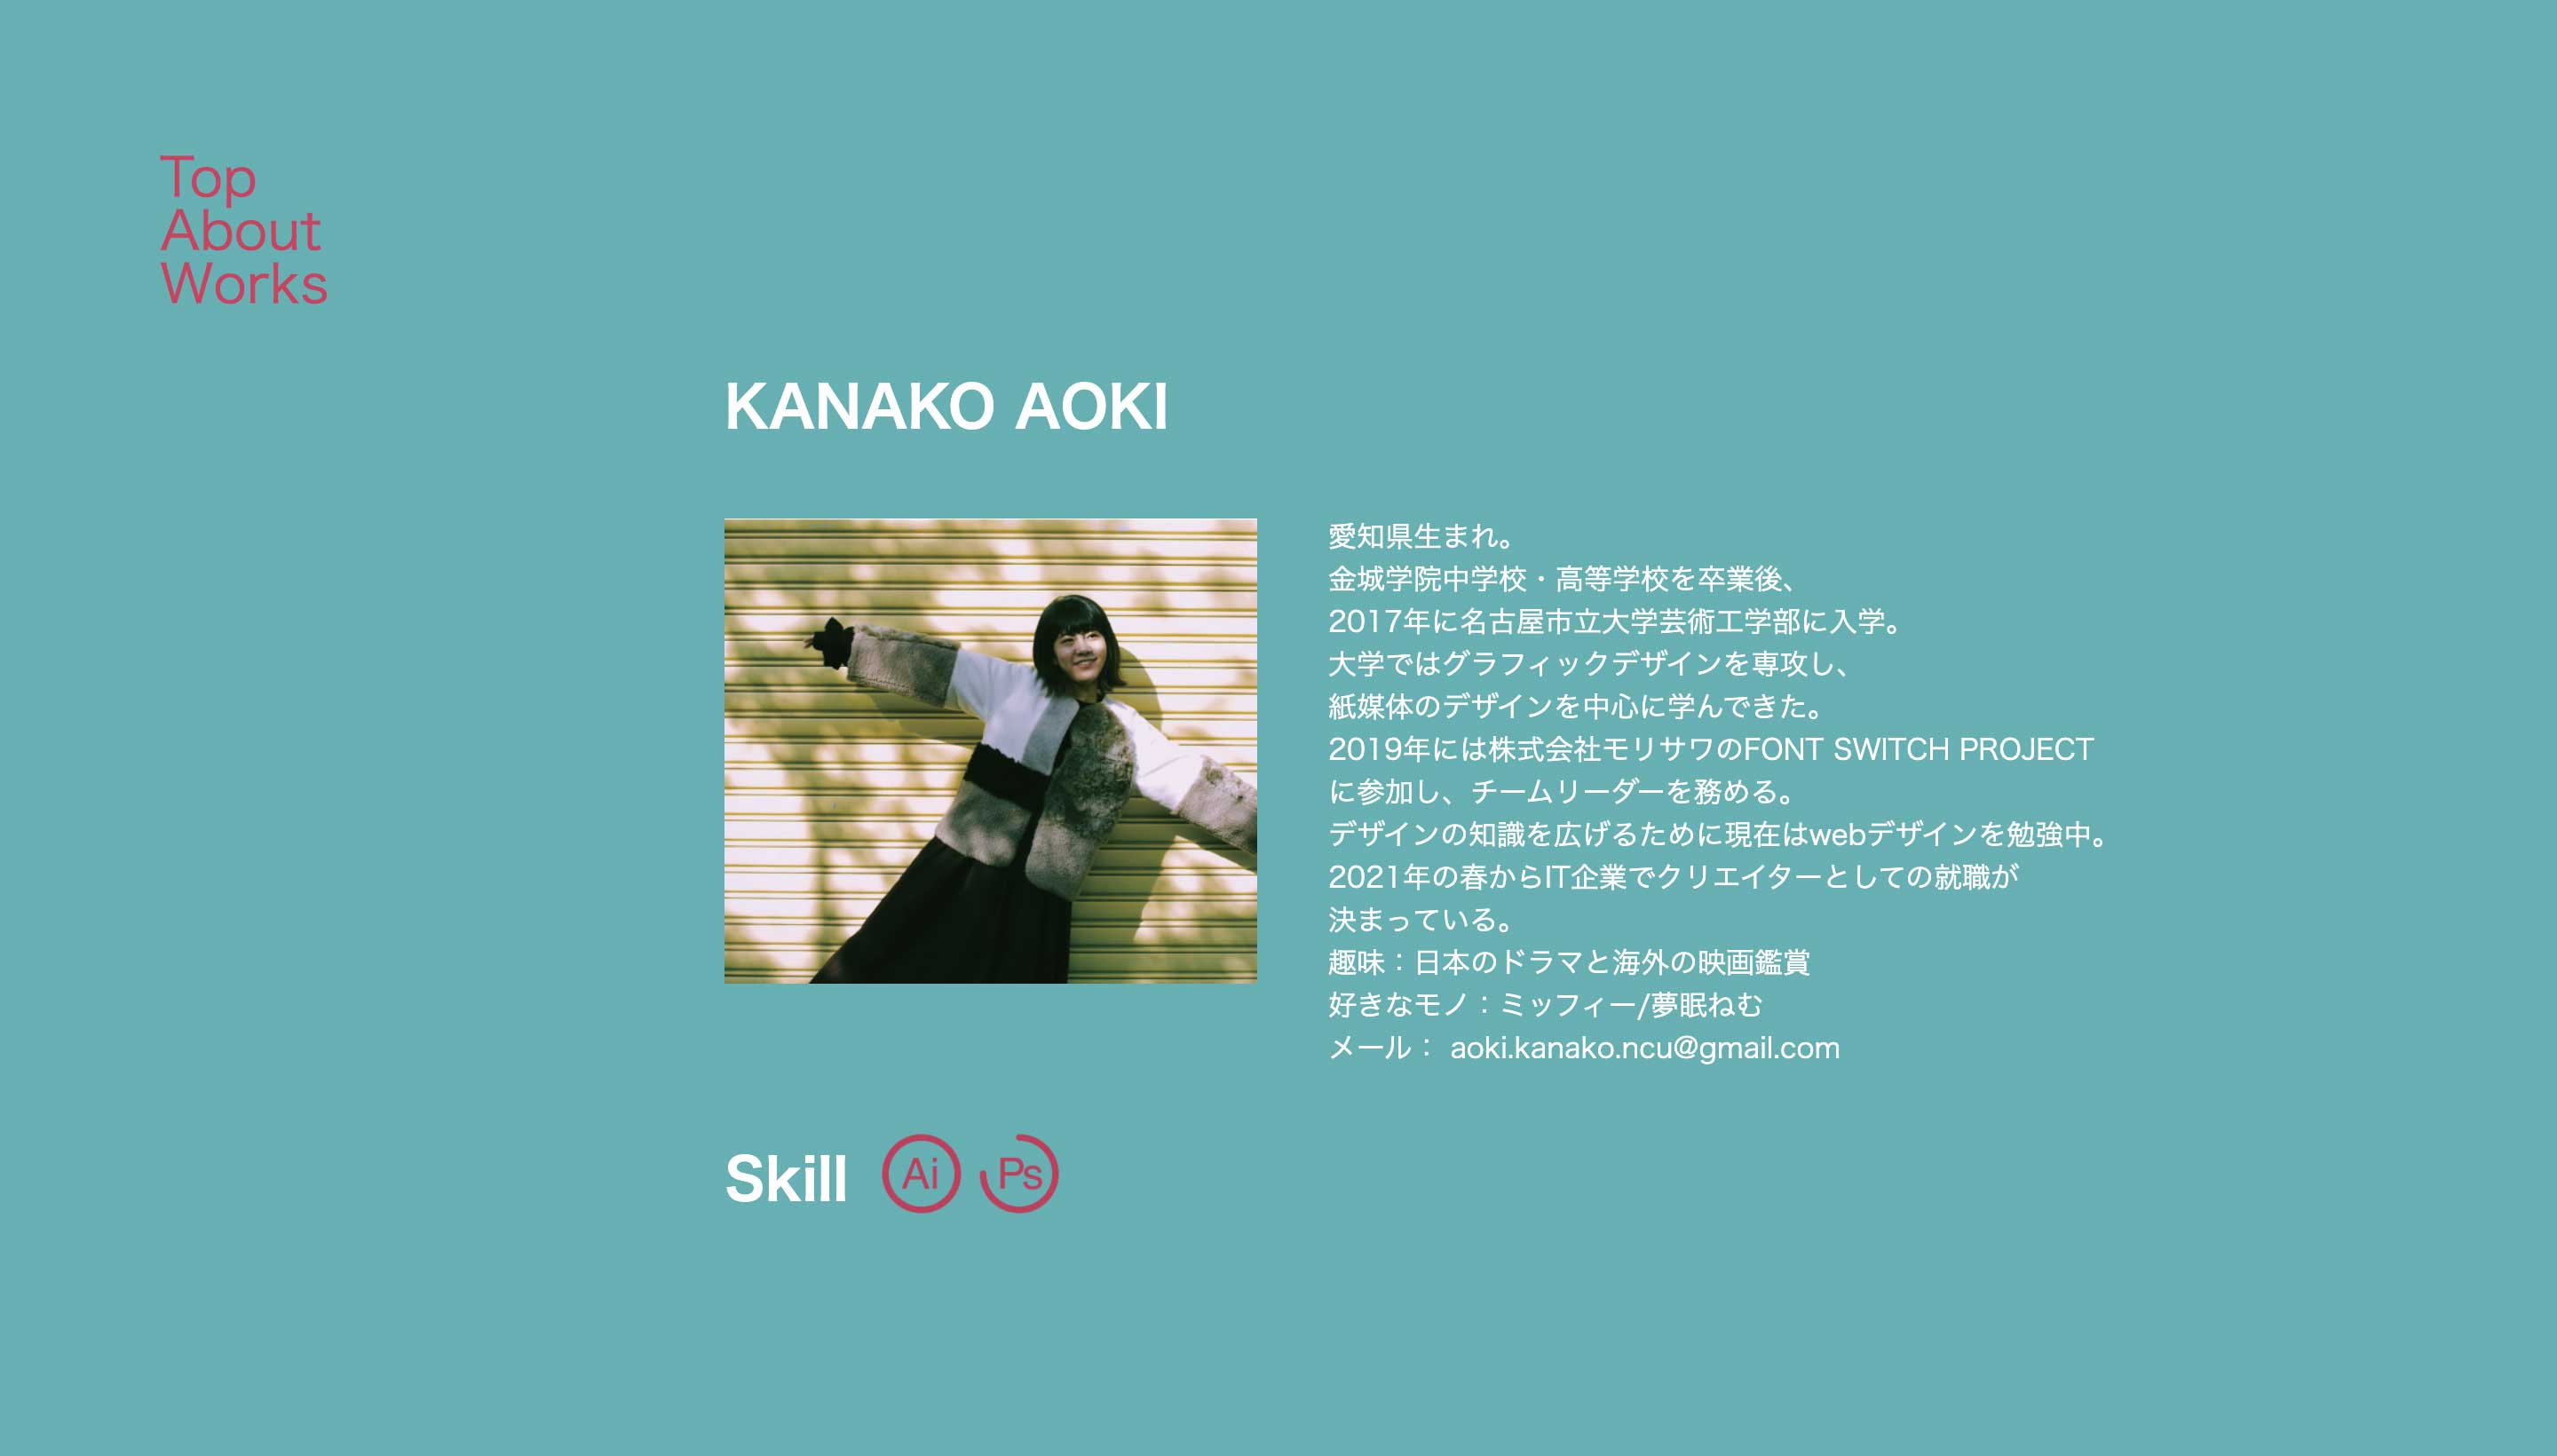 Top
About
Works
KANAKO AOKI
愛知県生まれ。
金城学院中学校・高等学校を卒業後、
2017年に名古屋市立大学芸術工学部に入学。
大学ではグラフィックデザインを専攻し、
紙媒体のデザインを中心に学んできた。
2019年には株式会社モリサワのFONT SWITCH PROJECT
に参加し、チームリーダーを務める。
デザインの知識を広げるために現在はwebデザインを勉強中。
2021年の春からIT企業でクリエイターとしての就職が
決まっている。
趣味：日本のドラマと海外の映画鑑賞
好きなモノ：ミッフィー/夢眠ねむ
メール： aoki.kanako.ncu@gmail.com
Skill Ai Ps